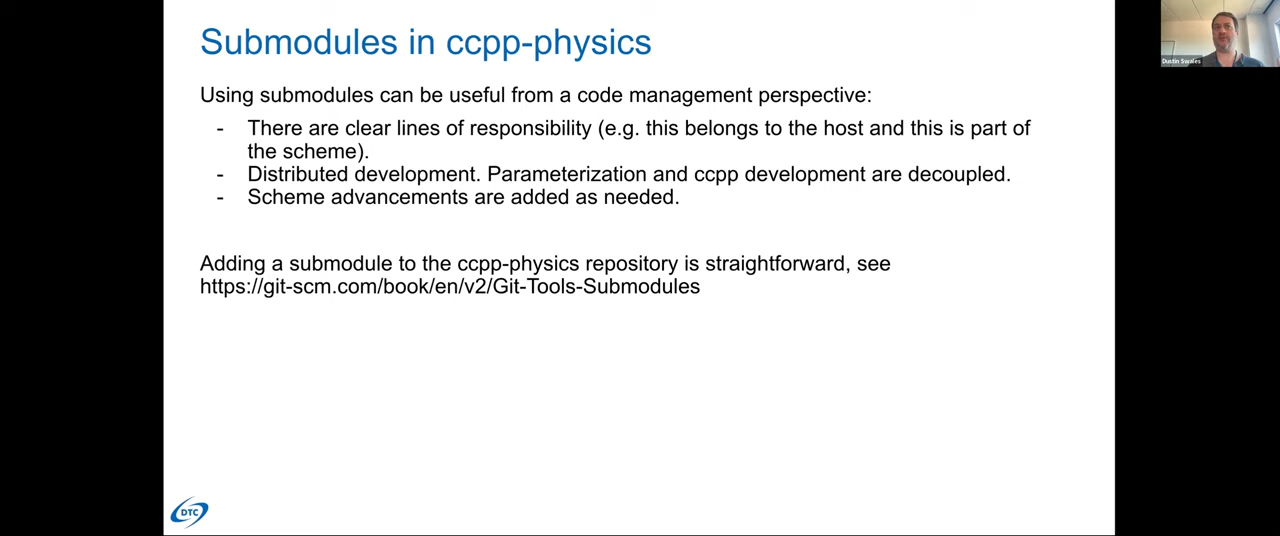 Submodules in ccpp-physics
Dustin Swales
Using submodules can be useful from a code management perspective:
- There are clear lines of responsibility (e.g. this belongs to the host and this is part of
the scheme).
- Distributed development. Parameterization and ccpp development are decoupled.
- Scheme advancements are added as needed.
Adding a submodule to the ccpp-physics repository is straightforward, see
https://git-scm.com/book/en/v2/Git-Tools-Submodules
DTC